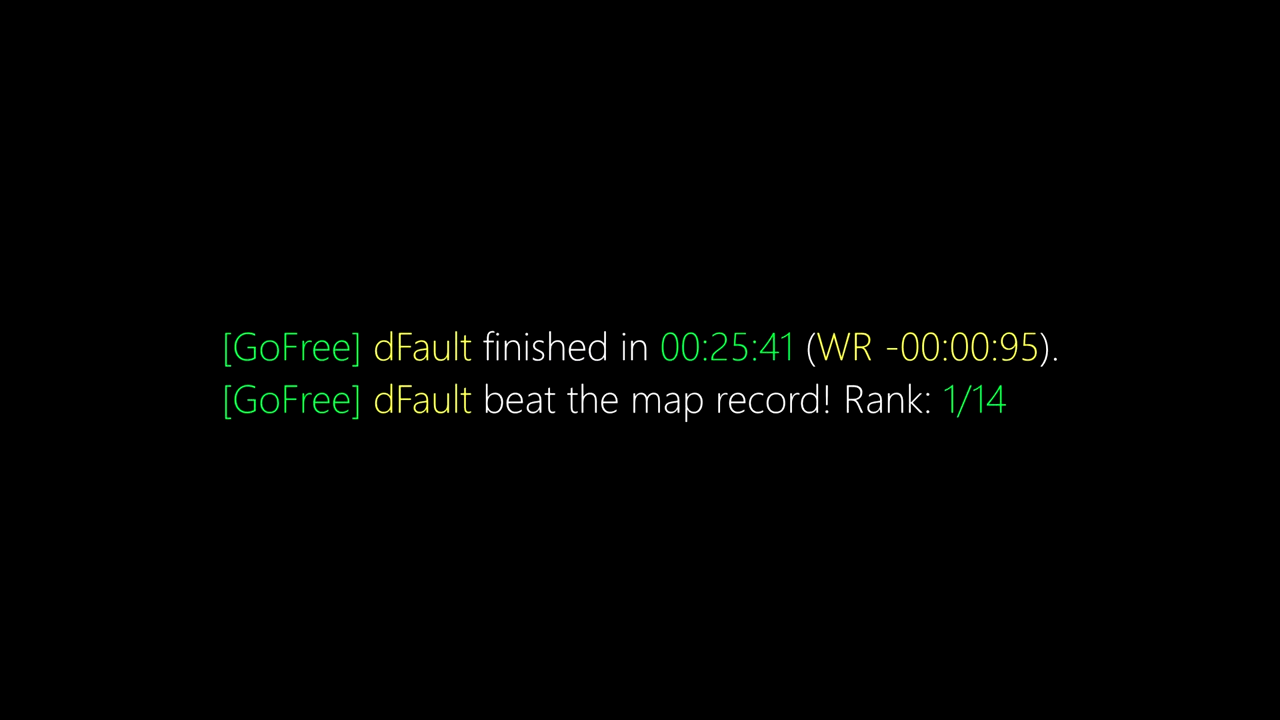 [GoFree] dFault finished in 00:25:41 (WR -00:00:95).
[GoFree] dFault beat the map record! Rank: 1/14